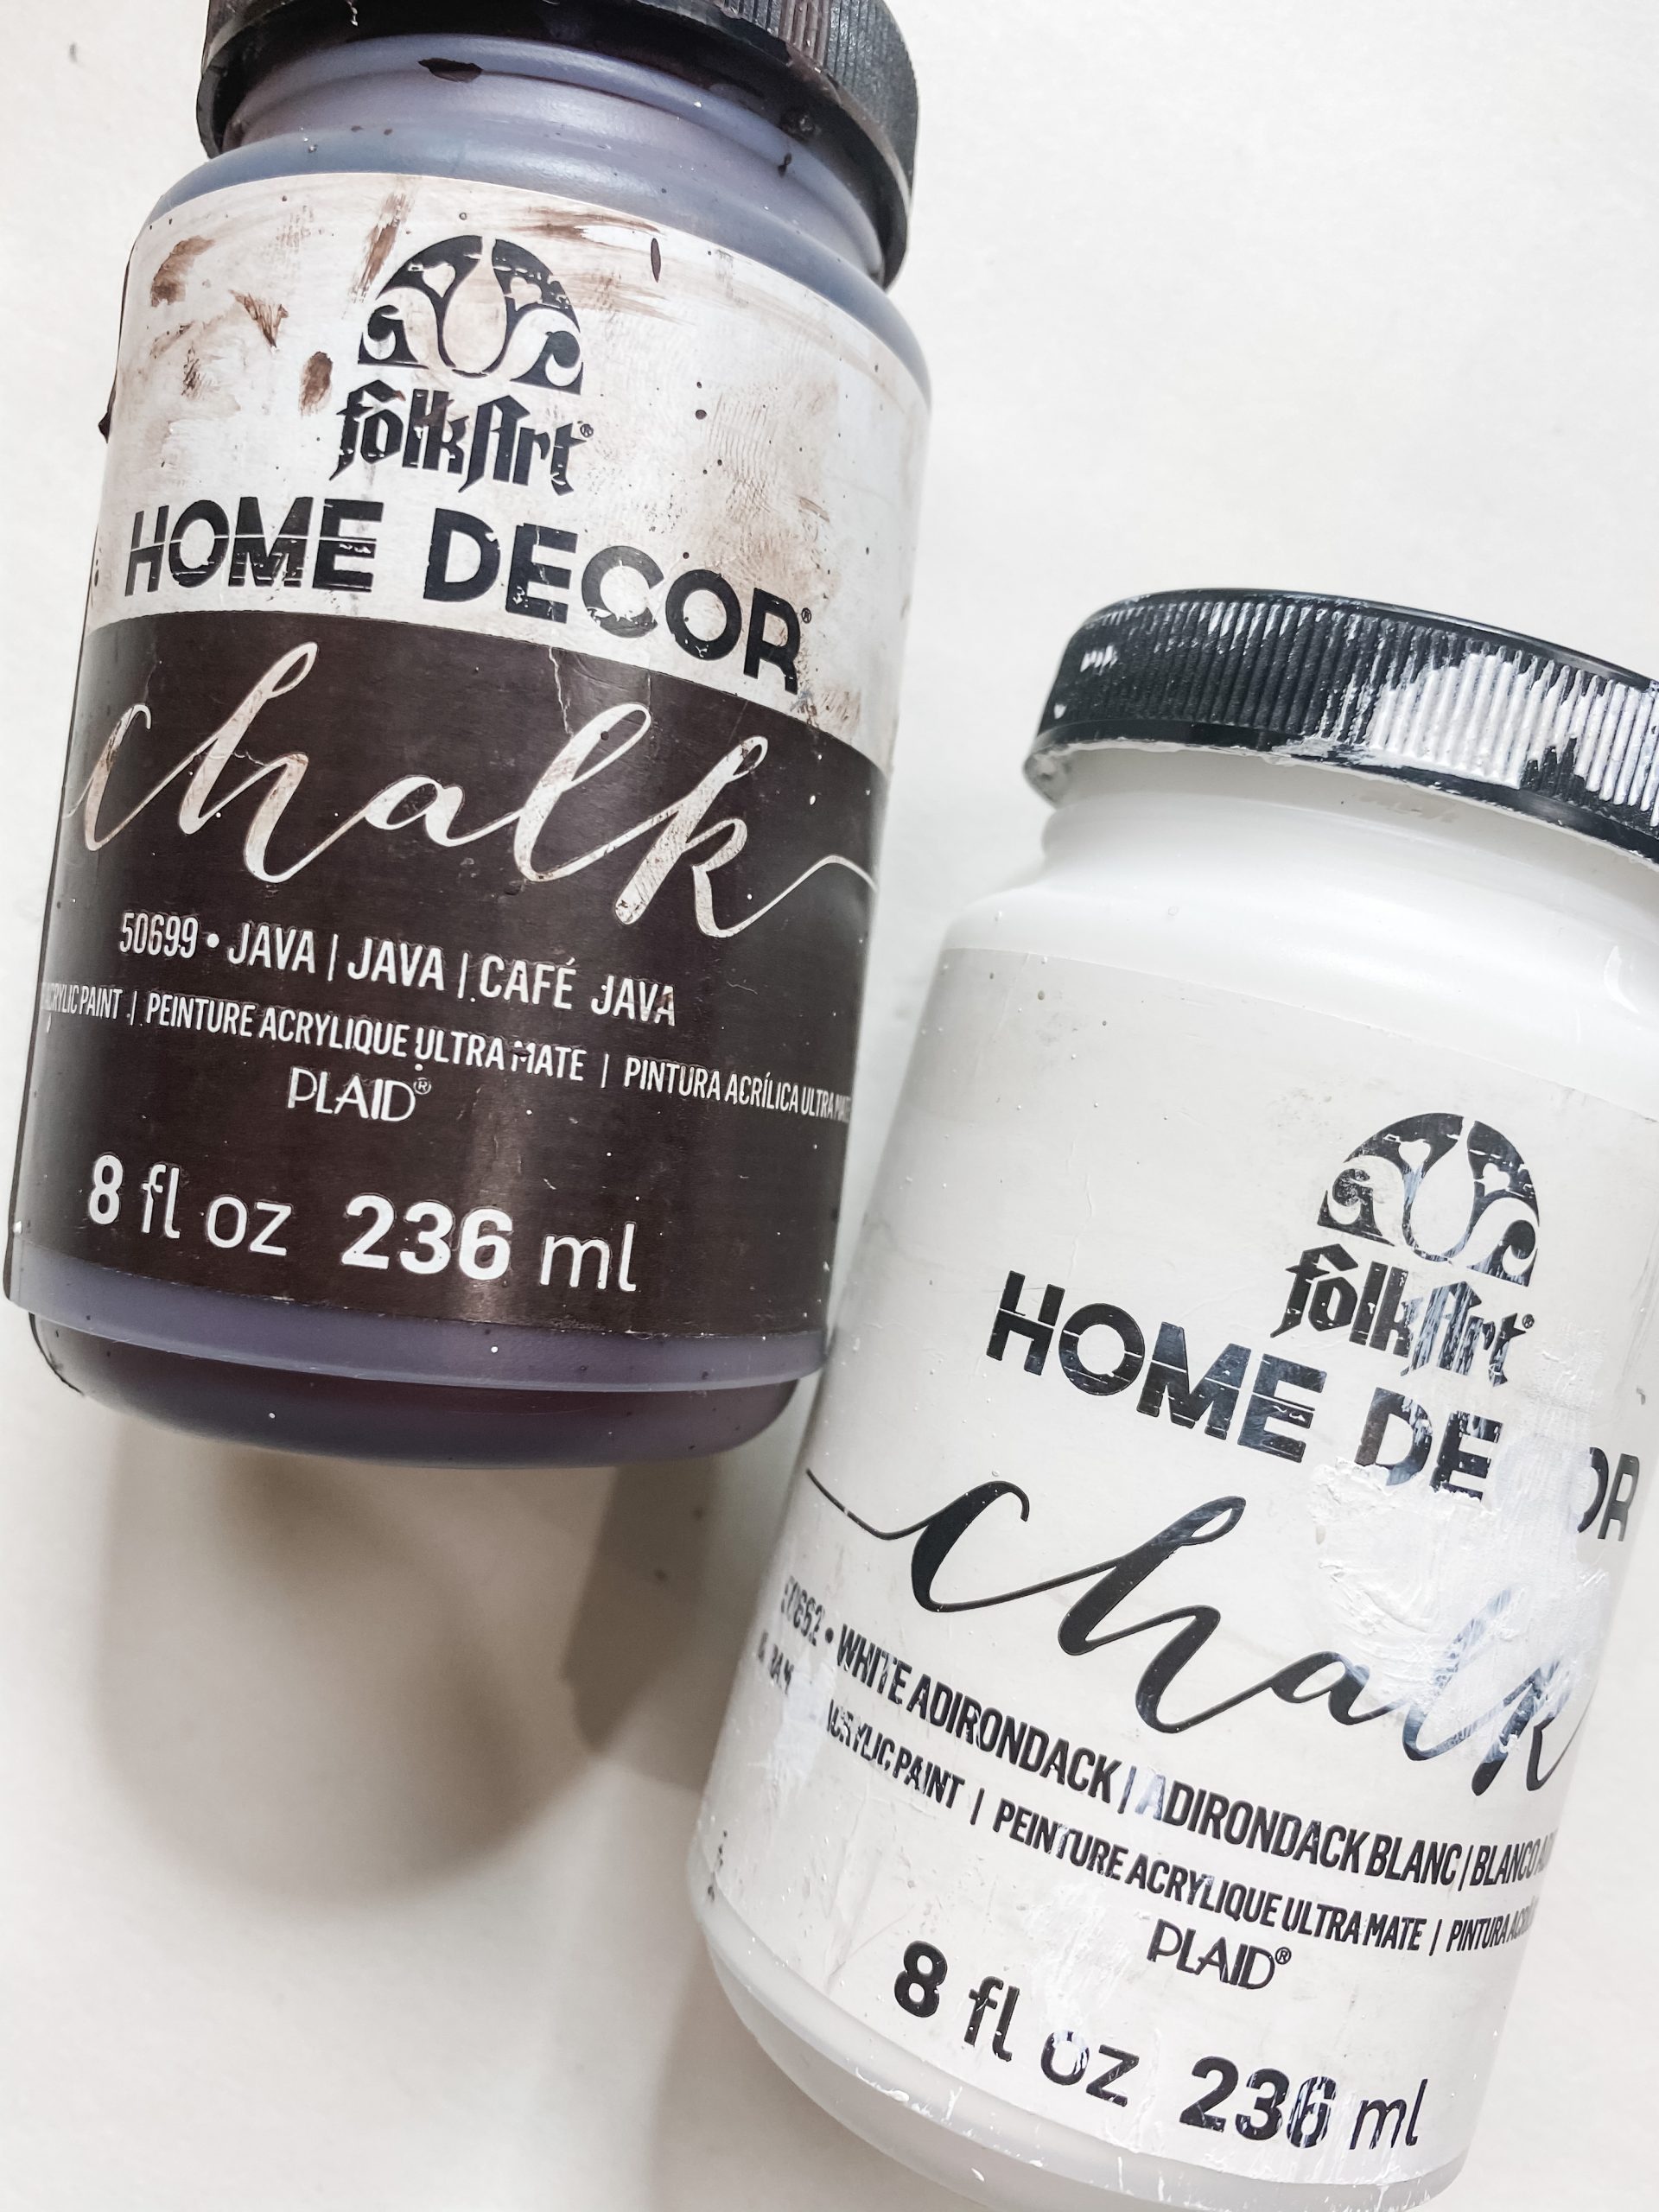 folkArt®
HOME DECOR®
chalk
50699 • JAVA | JAVA | CAFÉ JAVA
ACRYLIC PAINT | PEINTURE ACRYLIQUE ULTRA MATE | PINTURA ACRÍLICA ULTRA MATE
PLAID®
8 fl oz 236 ml
folkArt®
HOME DE OR
chalk
• WHITE ADIRONDACK | ADIRONDACK BLANC | BLANCO
ACRYLIC PAINT | PEINTURE ACRYLIQUE ULTRA MATE | PINTURA
PLAID®
8 fl oz 236 ml